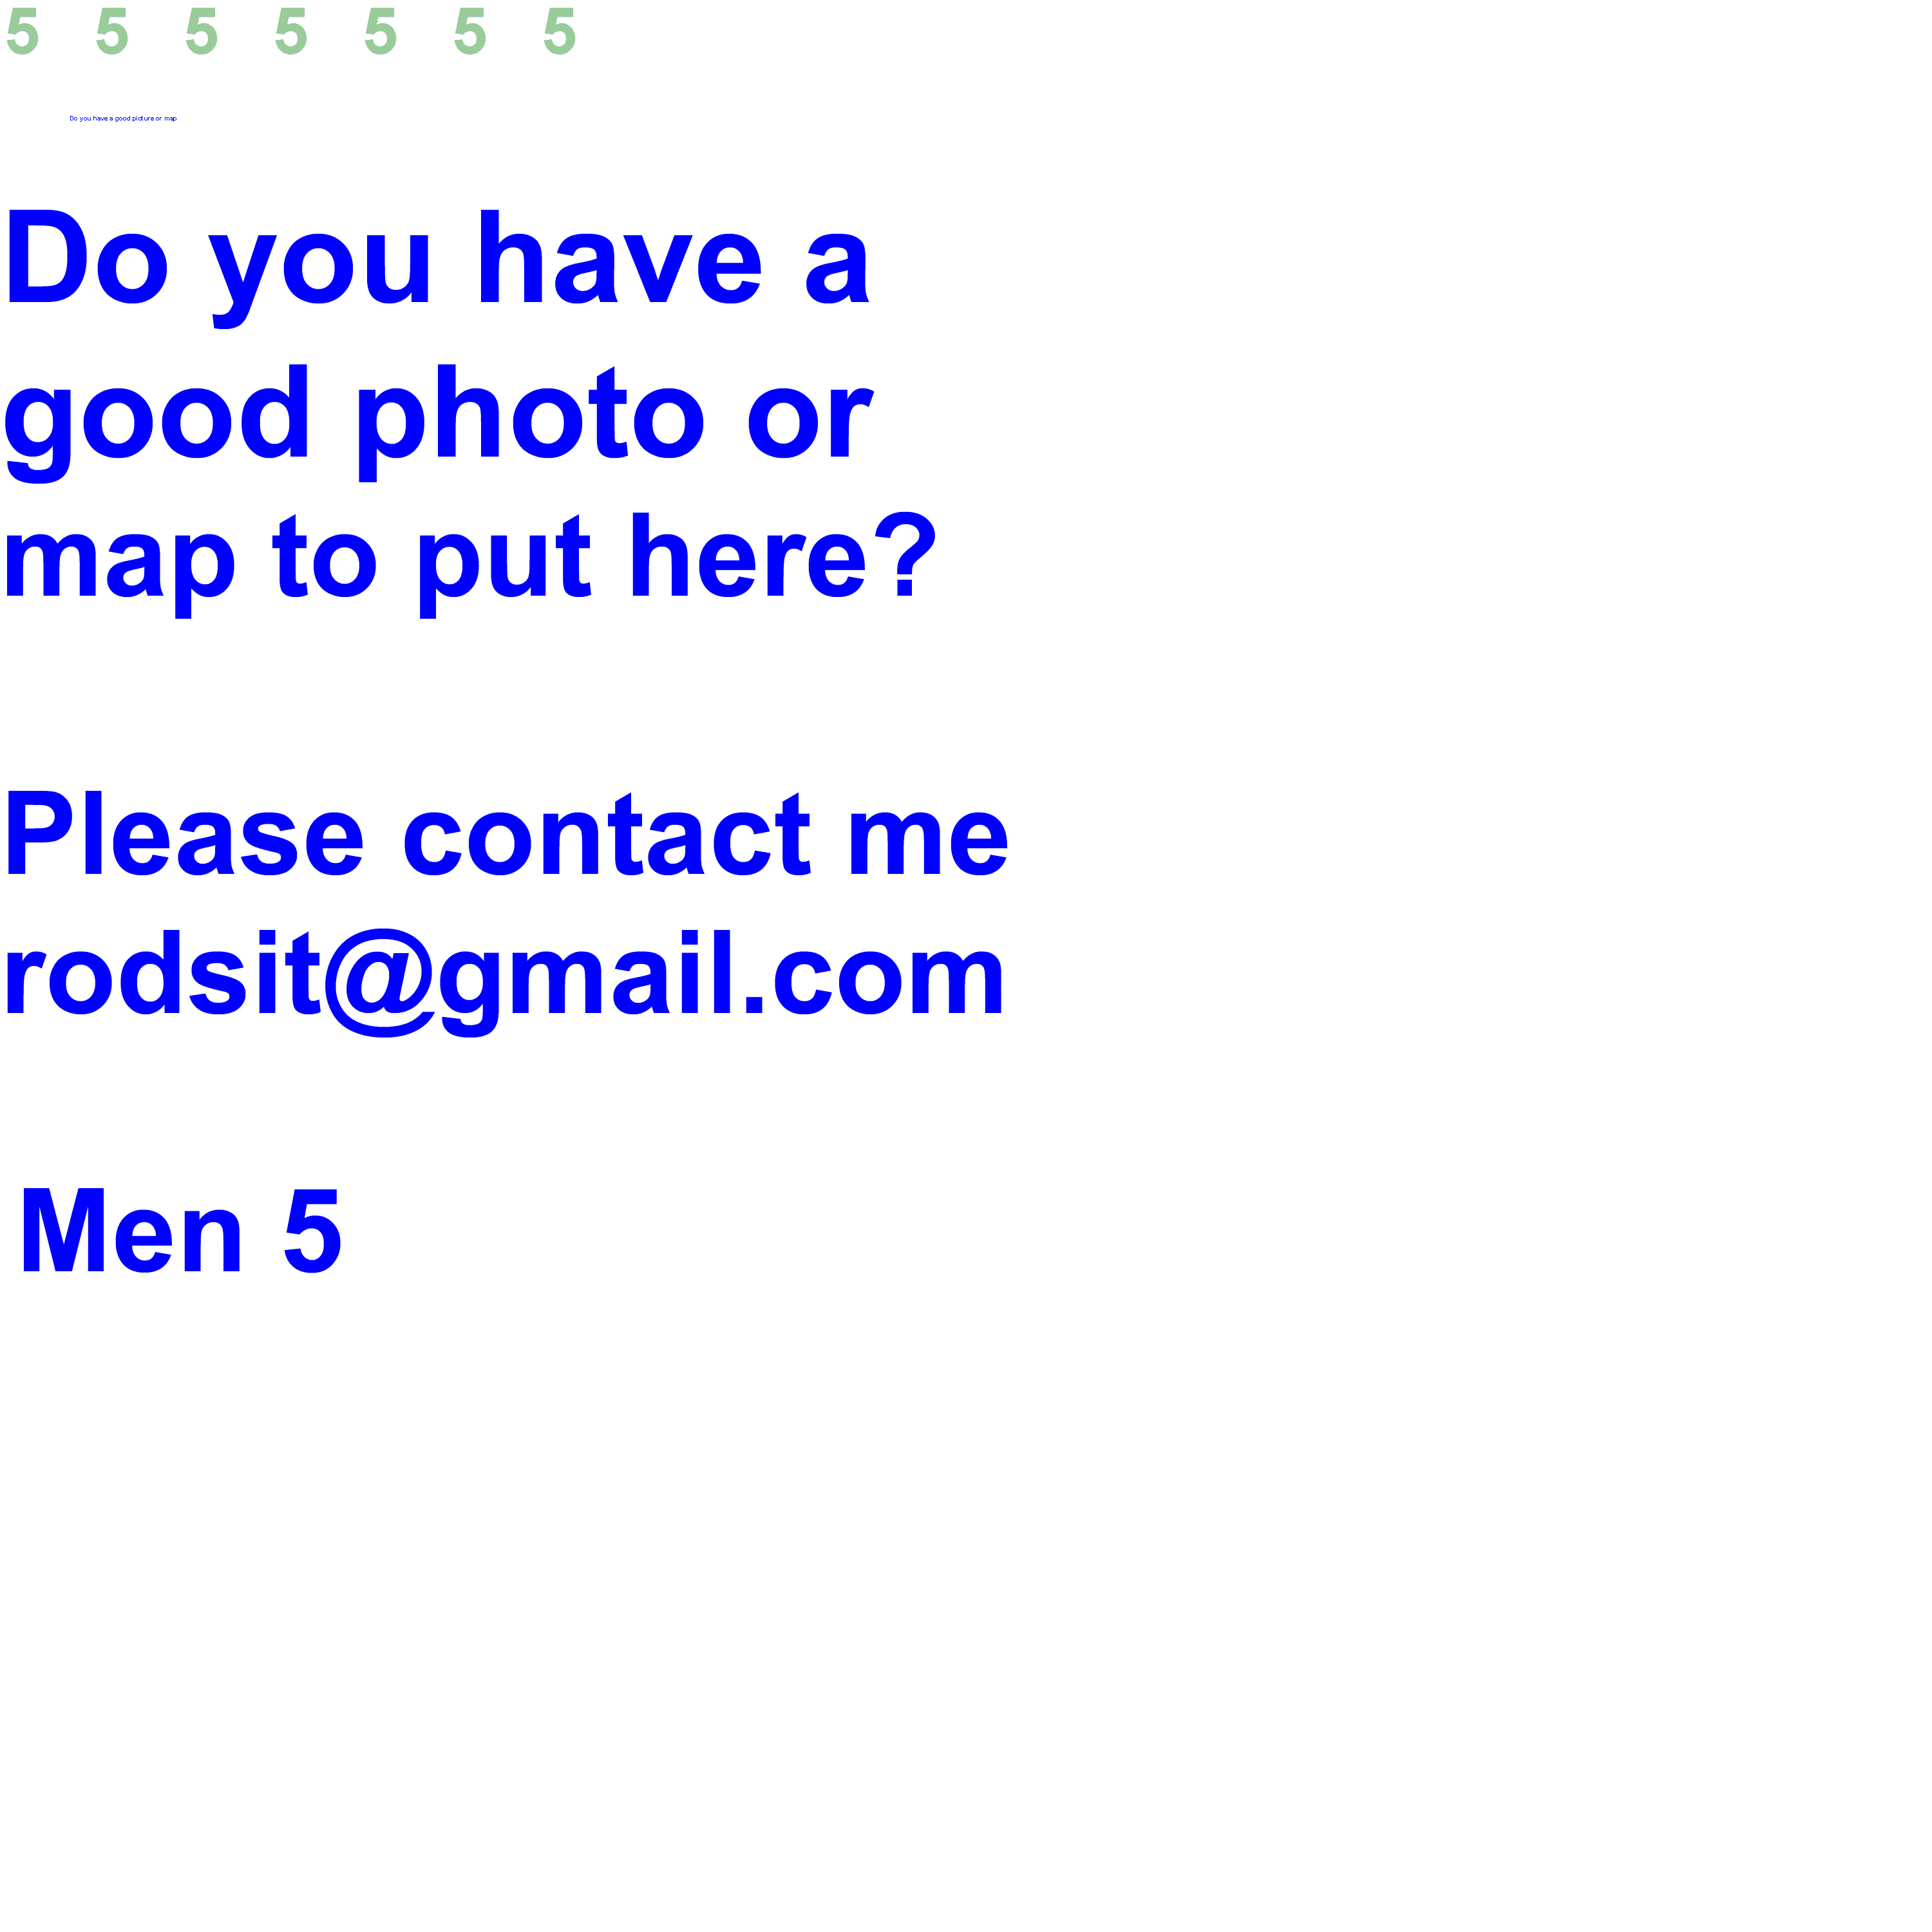 5 5 5 5 5 5 5
Do you have a good picture or map
Do you have a
good photo or
map to put here?
Please contact me
rodsit@gmail.com
Men 5